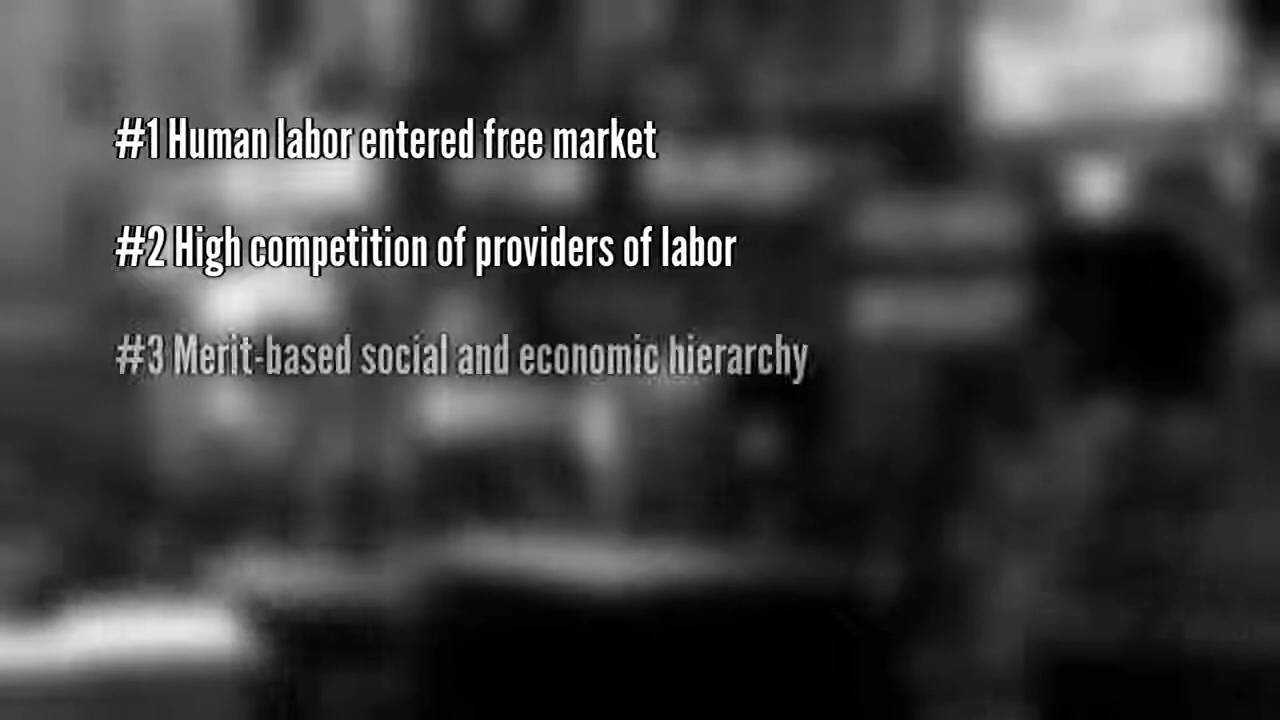 #1 Human labor entered free market
#2 High competition of providers of labor
#3 Merit-based social and economic hierarchy